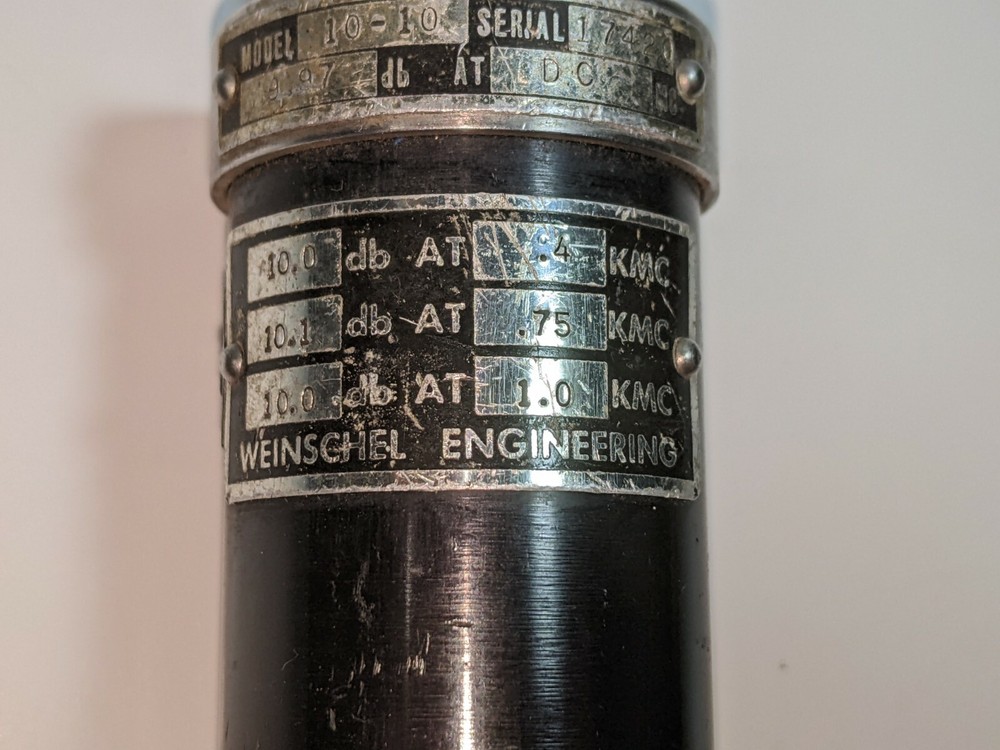 MODEL 10-10 SERIAL
9.97 db AT DC
10.0 db AT .4 KMC
10.1 db AT .75 KMC
10.0 db AT 1.0 KMC
WEINSCHEL ENGINEERING